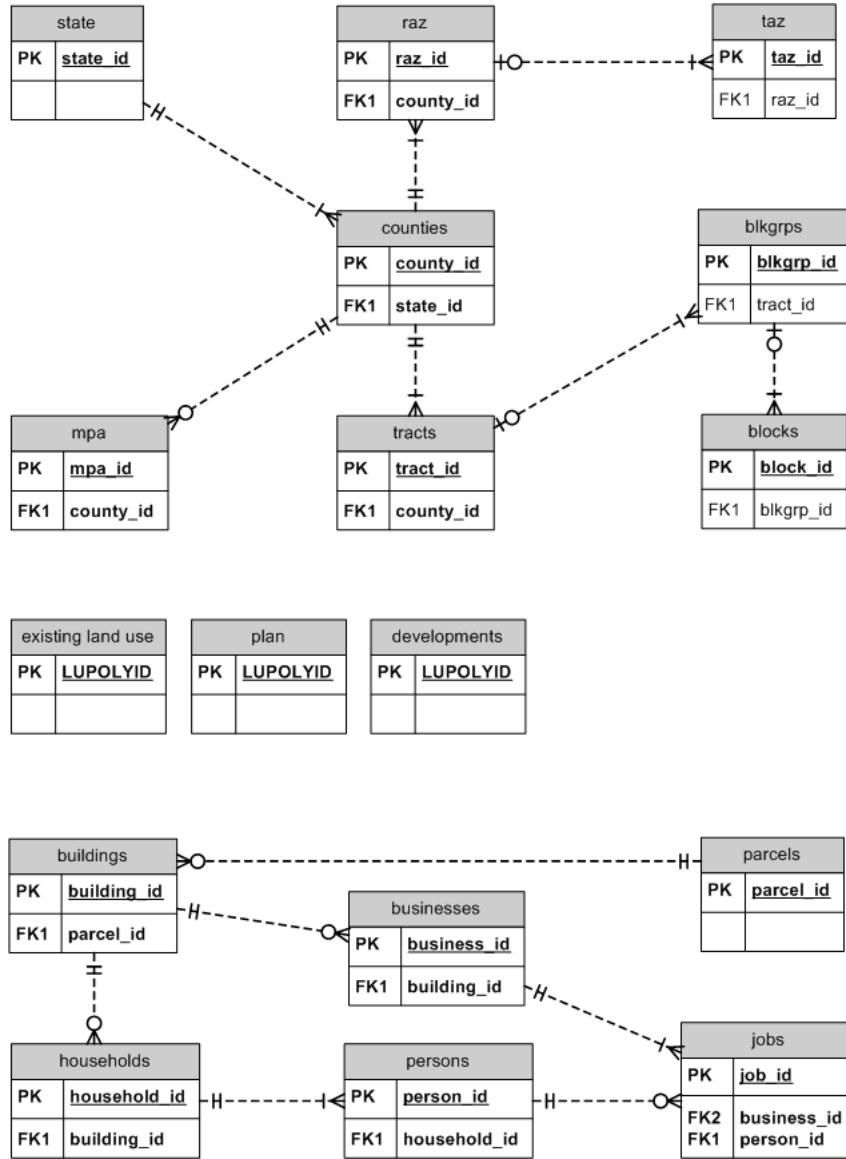 state
PK state_id
raz
PK raz_id
FK1 county_id
taz
PK taz_id
FK1 raz_id
counties
PK county_id
FK1 state_id
blkgrps
PK blkgrp_id
FK1 tract_id
mpa
PK mpa_id
FK1 county_id
tracts
PK tract_id
FK1 county_id
blocks
PK block_id
FK1 blkgrp_id
existing land use
PK LUPOLYID
plan
PK LUPOLYID
developments
PK LUPOLYID
buildings
PK building_id
FK1 parcel_id
parcels
PK parcel_id
businesses
PK business_id
FK1 building_id
households
PK household_id
FK1 building_id
persons
PK person_id
FK1 household_id
jobs
PK job_id
FK2 business_id
FK1 person_id